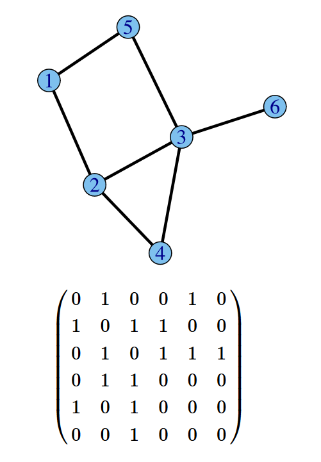 5
1
6
3
2
4
0 1 0 0 1 0
1 0 1 1 0 0
0 1 0 1 1 1
0 1 1 0 0 0
1 0 1 0 0 0
0 0 1 0 0 0